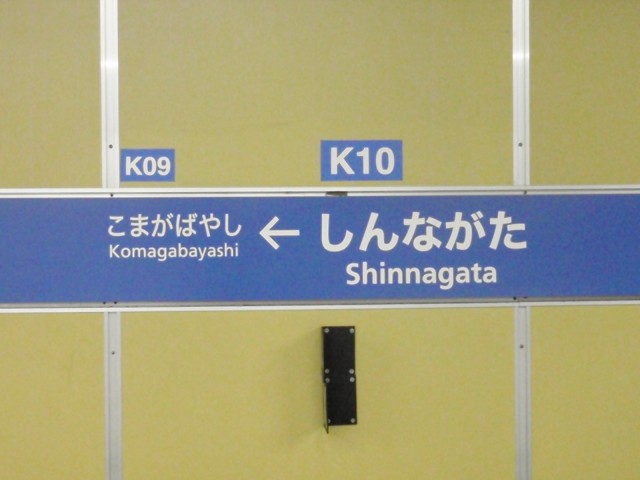 K09
K10
こまがばやし ← しんながた
Komagabayashi
Shinnagata